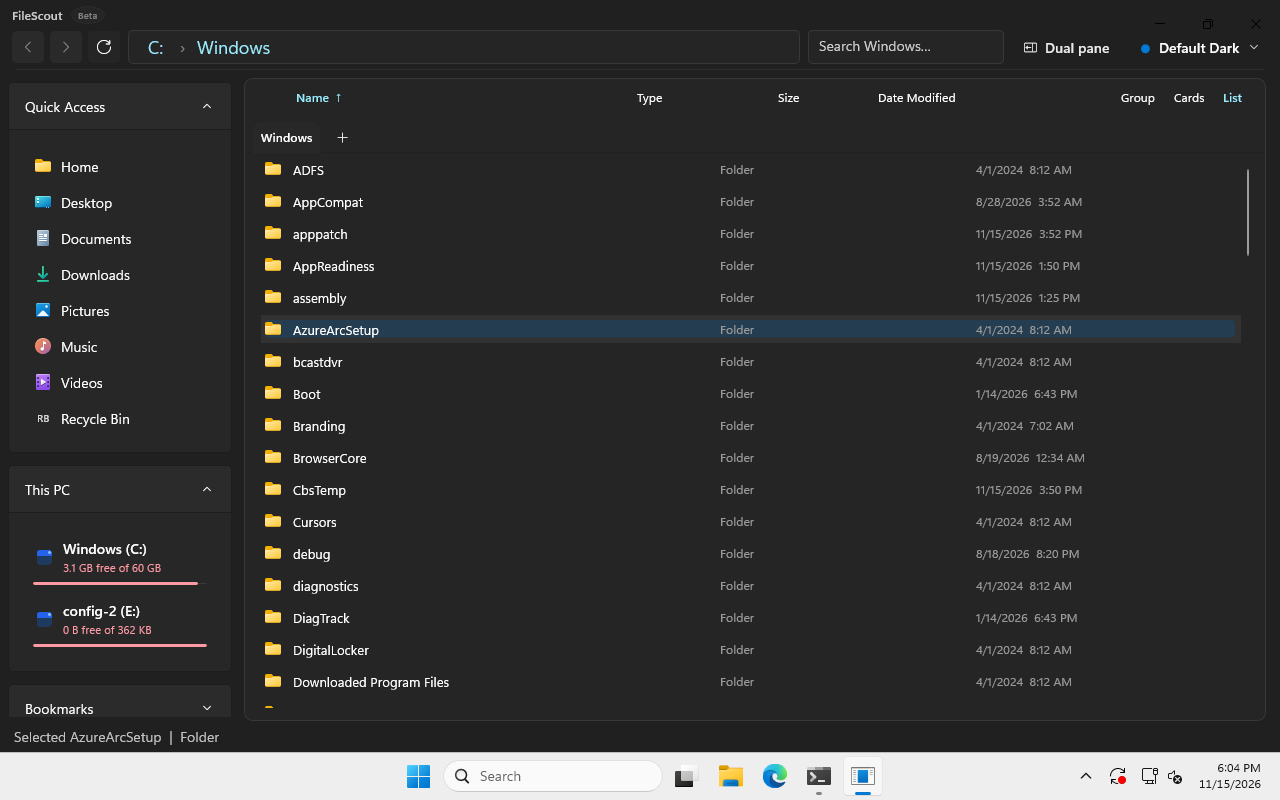 FileScout Beta
C: › Windows
Search Windows...
Dual pane
Default Dark
Quick Access
Home
Desktop
Documents
Downloads
Pictures
Music
Videos
RB Recycle Bin
This PC
Windows (C:)
3.1 GB free of 60 GB
config-2 (E:)
0 B free of 362 KB
Bookmarks
Name ↑ Type Size Date Modified Group Cards List
Windows +
ADFS Folder 4/1/2024 8:12 AM
AppCompat Folder 8/28/2026 3:52 AM
apppatch Folder 11/15/2026 3:52 PM
AppReadiness Folder 11/15/2026 1:50 PM
assembly Folder 11/15/2026 1:25 PM
AzureArcSetup Folder 4/1/2024 8:12 AM
bcastdvr Folder 4/1/2024 8:12 AM
Boot Folder 1/14/2026 6:43 PM
Branding Folder 4/1/2024 7:02 AM
BrowserCore Folder 8/19/2026 12:34 AM
CbsTemp Folder 11/15/2026 3:50 PM
Cursors Folder 4/1/2024 8:12 AM
debug Folder 8/18/2026 8:20 PM
diagnostics Folder 4/1/2024 8:12 AM
DiagTrack Folder 1/14/2026 6:43 PM
DigitalLocker Folder 4/1/2024 8:12 AM
Downloaded Program Files Folder 4/1/2024 8:12 AM
Selected AzureArcSetup | Folder
Search
6:04 PM
11/15/2026